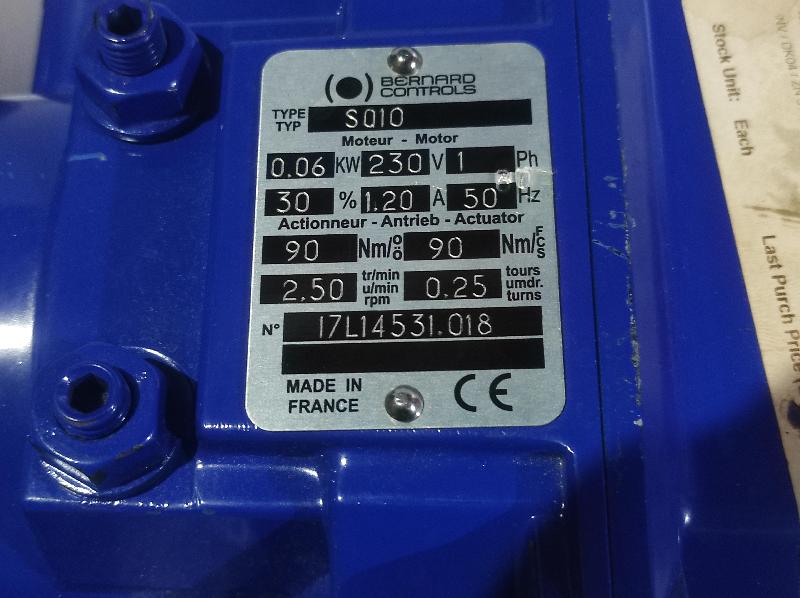 BERNARD
CONTROLS
TYPE
TYP
SQ10
Moteur - Motor
0.06 KW 230 V 1 Ph
30 % 1.20 A 50 Hz
Actionneur - Antrieb - Actuator
90 Nm/O Ö 90 Nm/F C S
2.50 tr/min u/min rpm 0.25 tours umdr. turns
N° 17L14531.018
MADE IN
FRANCE
CE
Stock Unit: Each
Last Purch Price